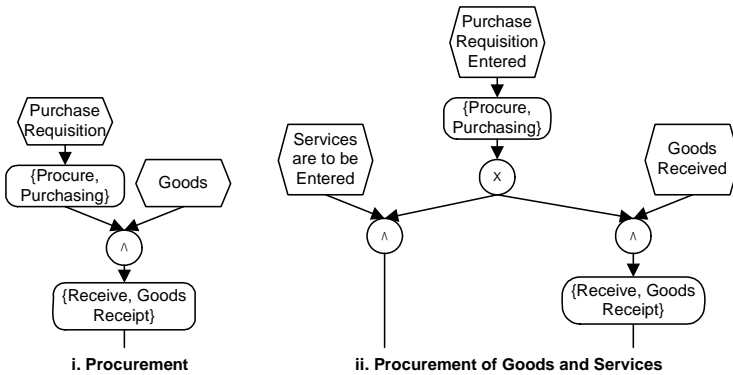 Purchase
Requisition
{Procure,
Purchasing}
Goods
∧
{Receive, Goods
Receipt}
i. Procurement
Purchase
Requisition
Entered
{Procure,
Purchasing}
Services
are to be
Entered
X
Goods
Received
∧
∧
{Receive, Goods
Receipt}
ii. Procurement of Goods and Services